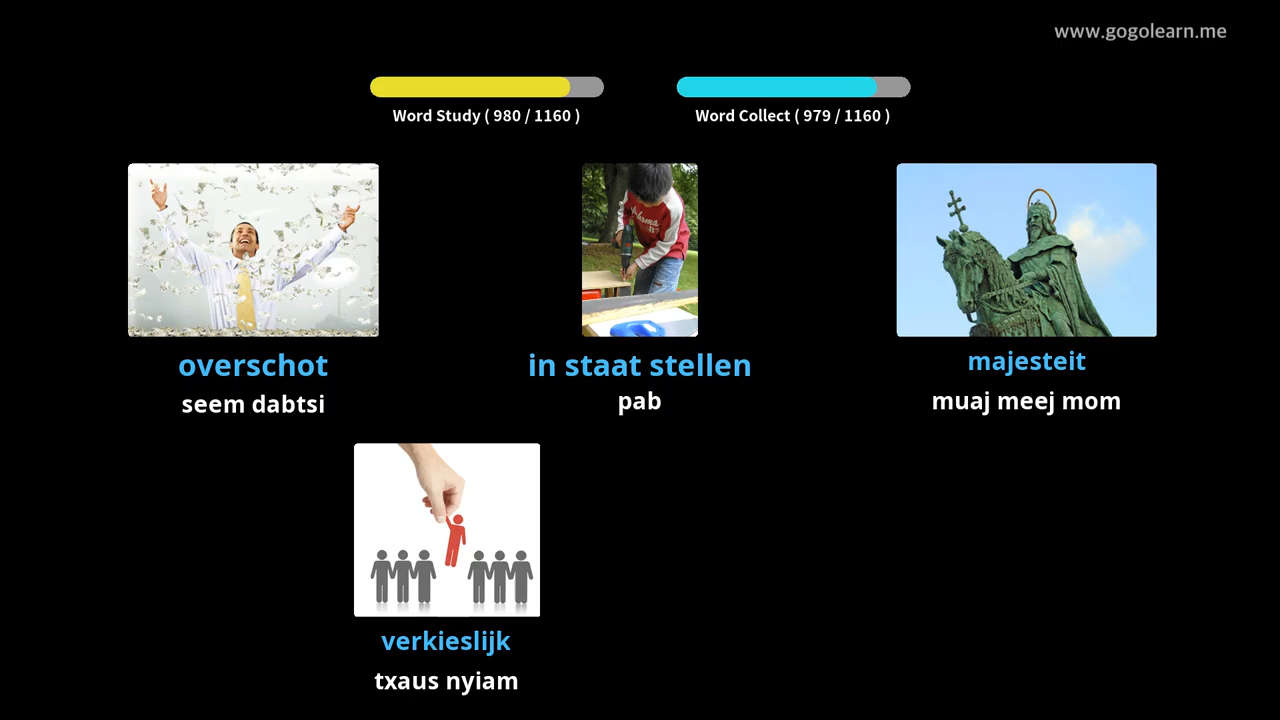 www.gogolearn.me
Word Study ( 980 / 1160 )
Word Collect ( 979 / 1160 )
overschot
seem dabtsi
in staat stellen
pab
majesteit
muaj meej mom
verkieslijk
txaus nyiam